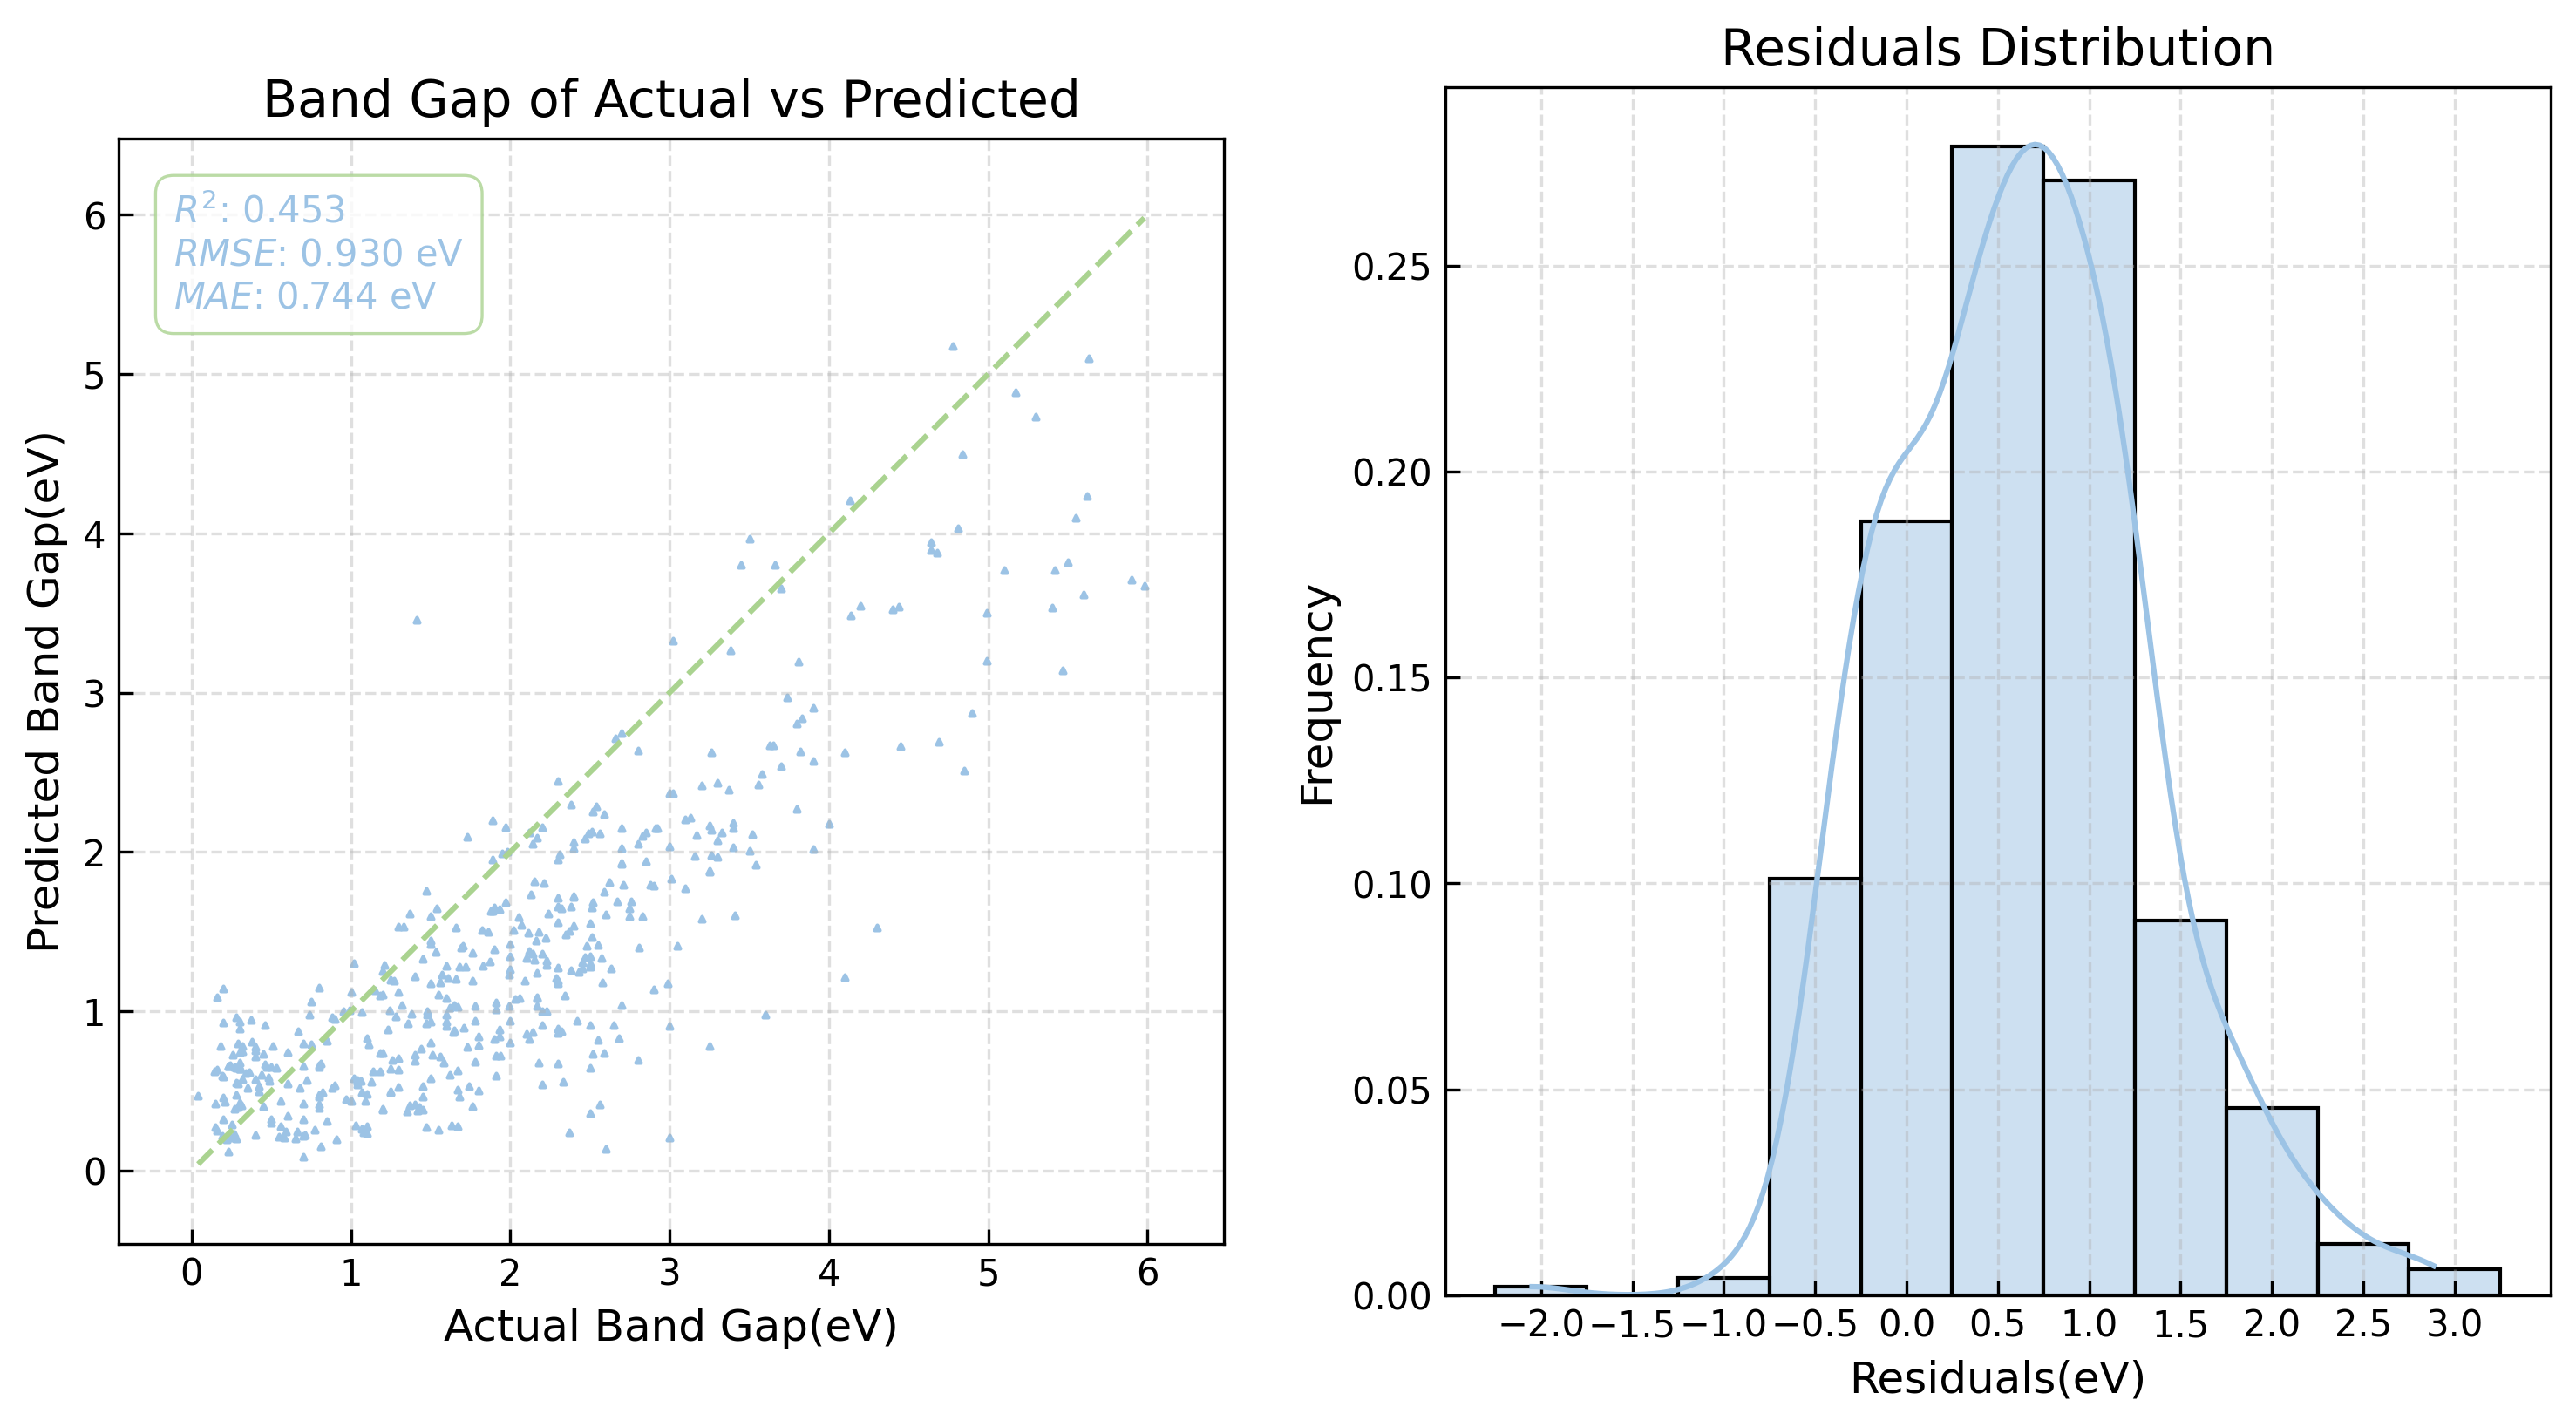 Band Gap of Actual vs Predicted
R²: 0.453
RMSE: 0.930 eV
MAE: 0.744 eV
Predicted Band Gap(eV)
6
5
4
3
2
1
0
0 1 2 3 4 5 6
Actual Band Gap(eV)
Residuals Distribution
Frequency
0.25
0.20
0.15
0.10
0.05
0.00
−2.0 −1.5 −1.0 −0.5 0.0 0.5 1.0 1.5 2.0 2.5 3.0
Residuals(eV)